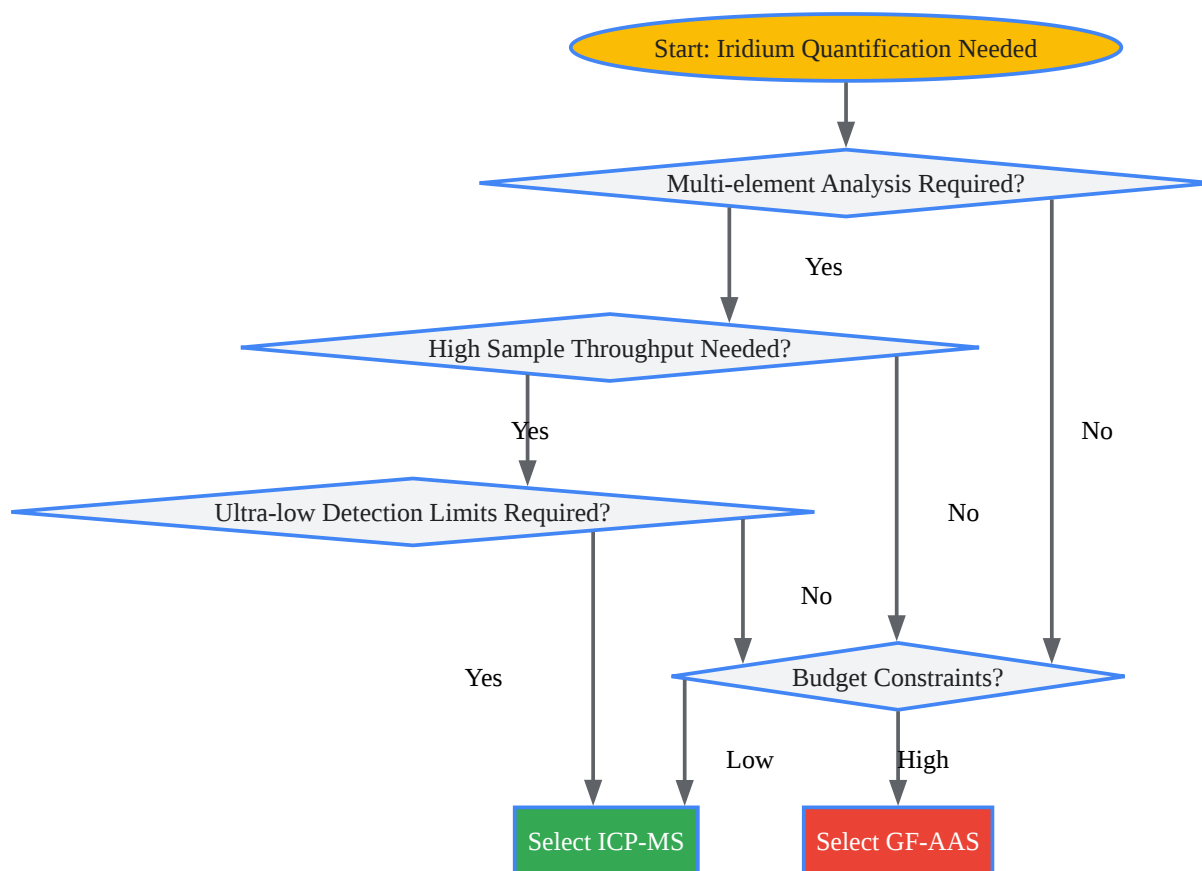 Start: Iridium Quantification Needed
Multi-element Analysis Required?
Yes
High Sample Throughput Needed?
Yes
No
Ultra-low Detection Limits Required?
No
No
Yes
Budget Constraints?
Low
High
Select ICP-MS
Select GF-AAS